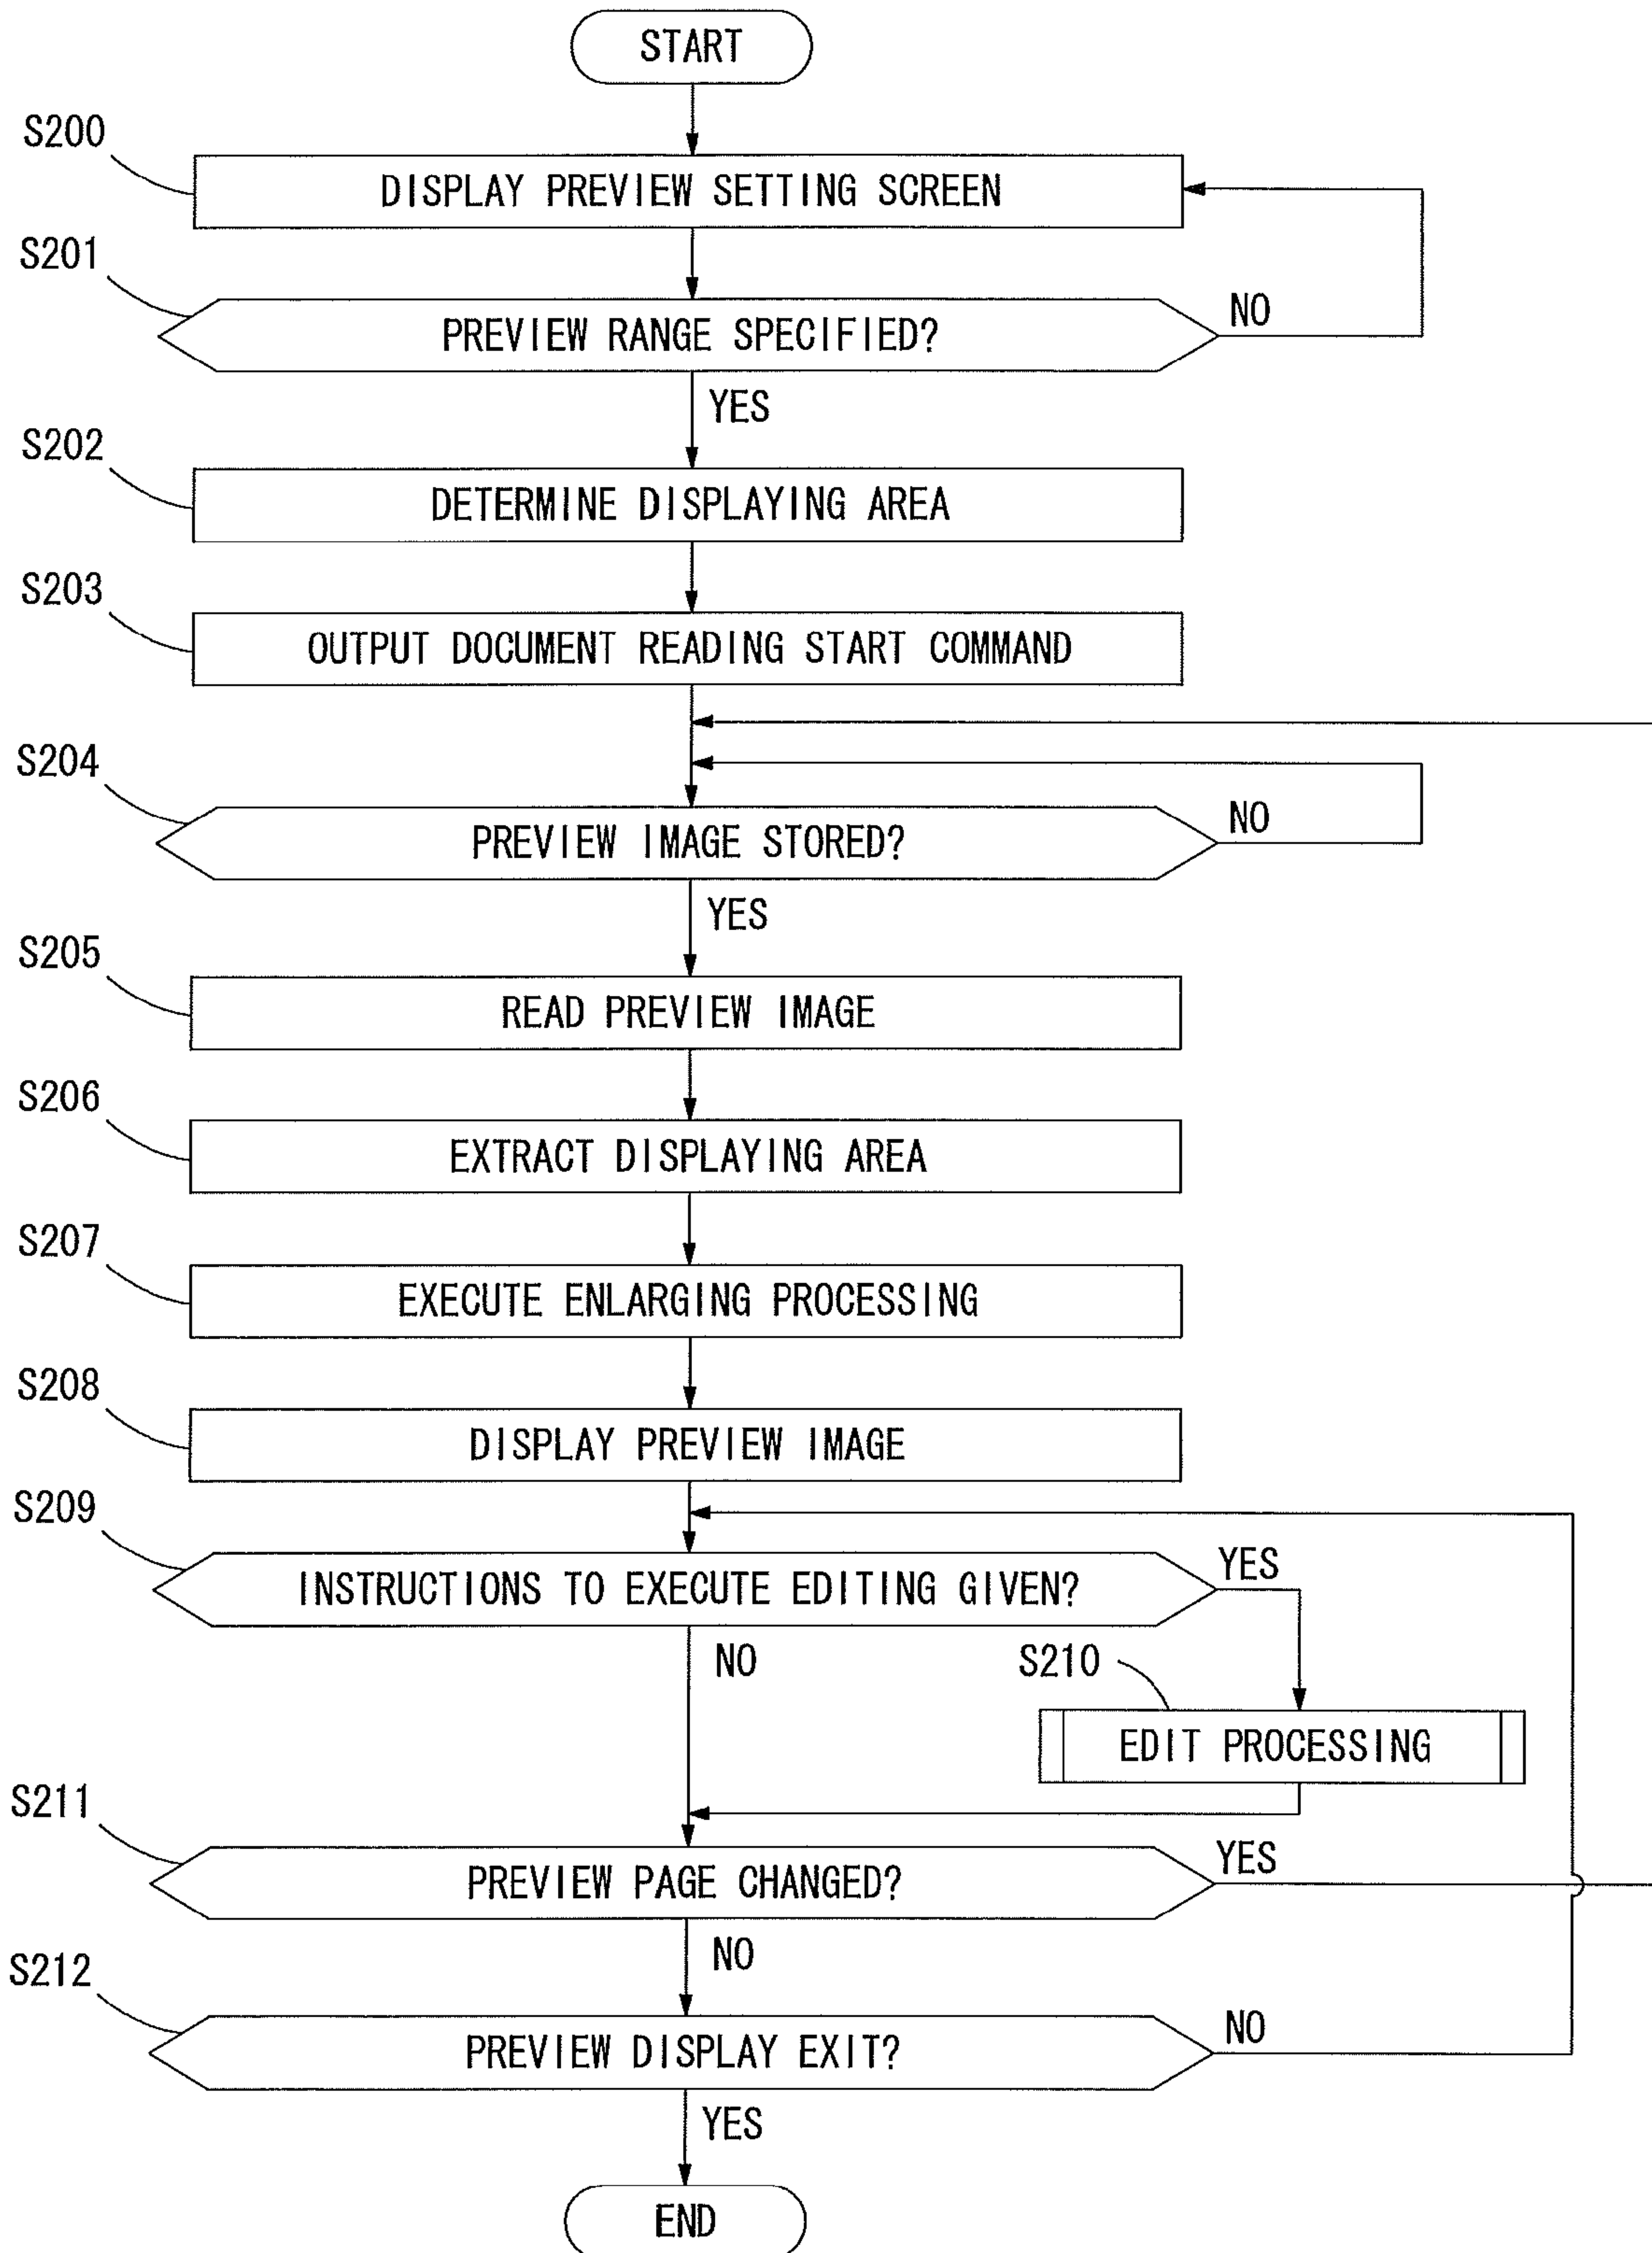 START
S200
DISPLAY PREVIEW SETTING SCREEN
S201
PREVIEW RANGE SPECIFIED?
NO
YES
S202
DETERMINE DISPLAYING AREA
S203
OUTPUT DOCUMENT READING START COMMAND
S204
PREVIEW IMAGE STORED?
NO
YES
S205
READ PREVIEW IMAGE
S206
EXTRACT DISPLAYING AREA
S207
EXECUTE ENLARGING PROCESSING
S208
DISPLAY PREVIEW IMAGE
S209
INSTRUCTIONS TO EXECUTE EDITING GIVEN?
YES
NO
S210
EDIT PROCESSING
S211
PREVIEW PAGE CHANGED?
YES
NO
S212
PREVIEW DISPLAY EXIT?
NO
YES
END